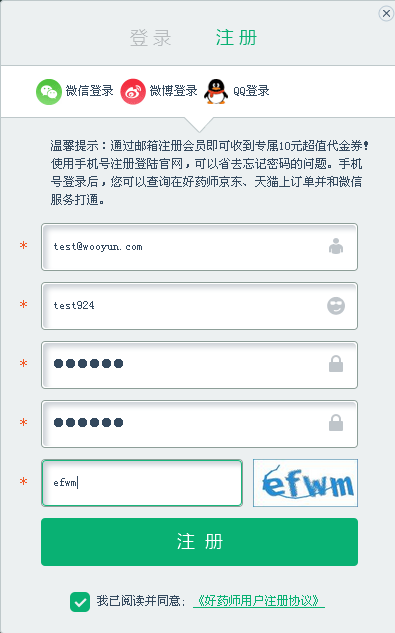 登录 注册
微信登录 微博登录 QQ登录
温馨提示：通过邮箱注册会员即可收到专属10元超值代金券！
使用手机号注册登陆官网，可以省去忘记密码的问题。手机
号登录后，您可以查询在好药师京东、天猫上订单并和微信
服务打通。
* test@wooyun.com
* test924
* ●●●●●●
* ●●●●●●
* efwm efwm
注 册
我已阅读并同意：《好药师用户注册协议》